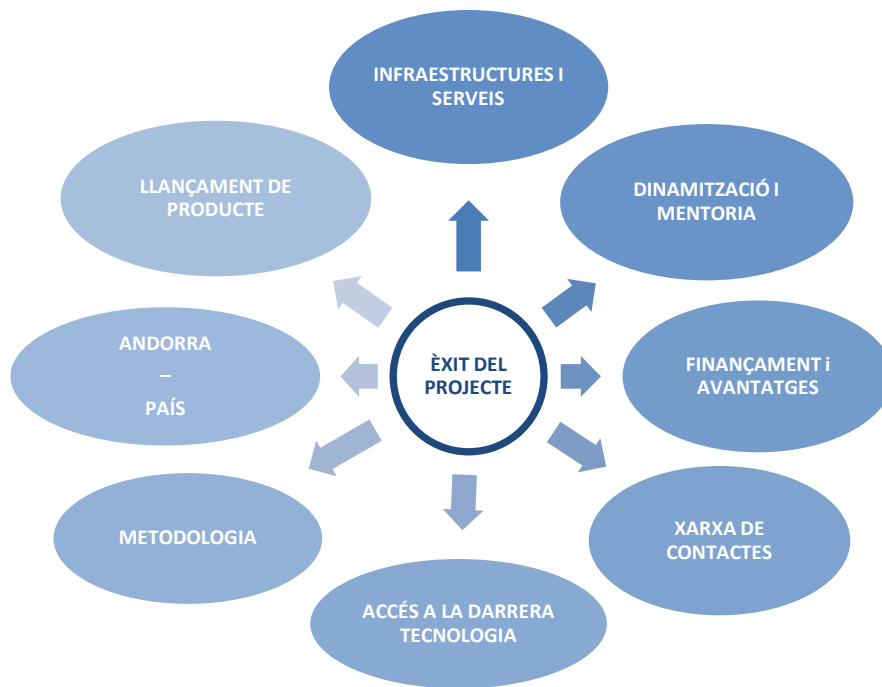 INFRAESTRUCTURES I
SERVEIS
DINAMITZACIÓ I
MENTORIA
FINANÇAMENT i
AVANTATGES
XARXA DE
CONTACTES
ACCÉS A LA DARRERA
TECNOLOGIA
METODOLOGIA
ANDORRA
–
PAÍS
LLANÇAMENT DE
PRODUCTE
ÈXIT DEL
PROJECTE